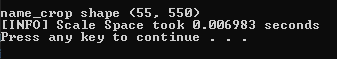 name_crop shape (55, 550)
[INFO] Scale Space took 0.006983 seconds
Press any key to continue . . .